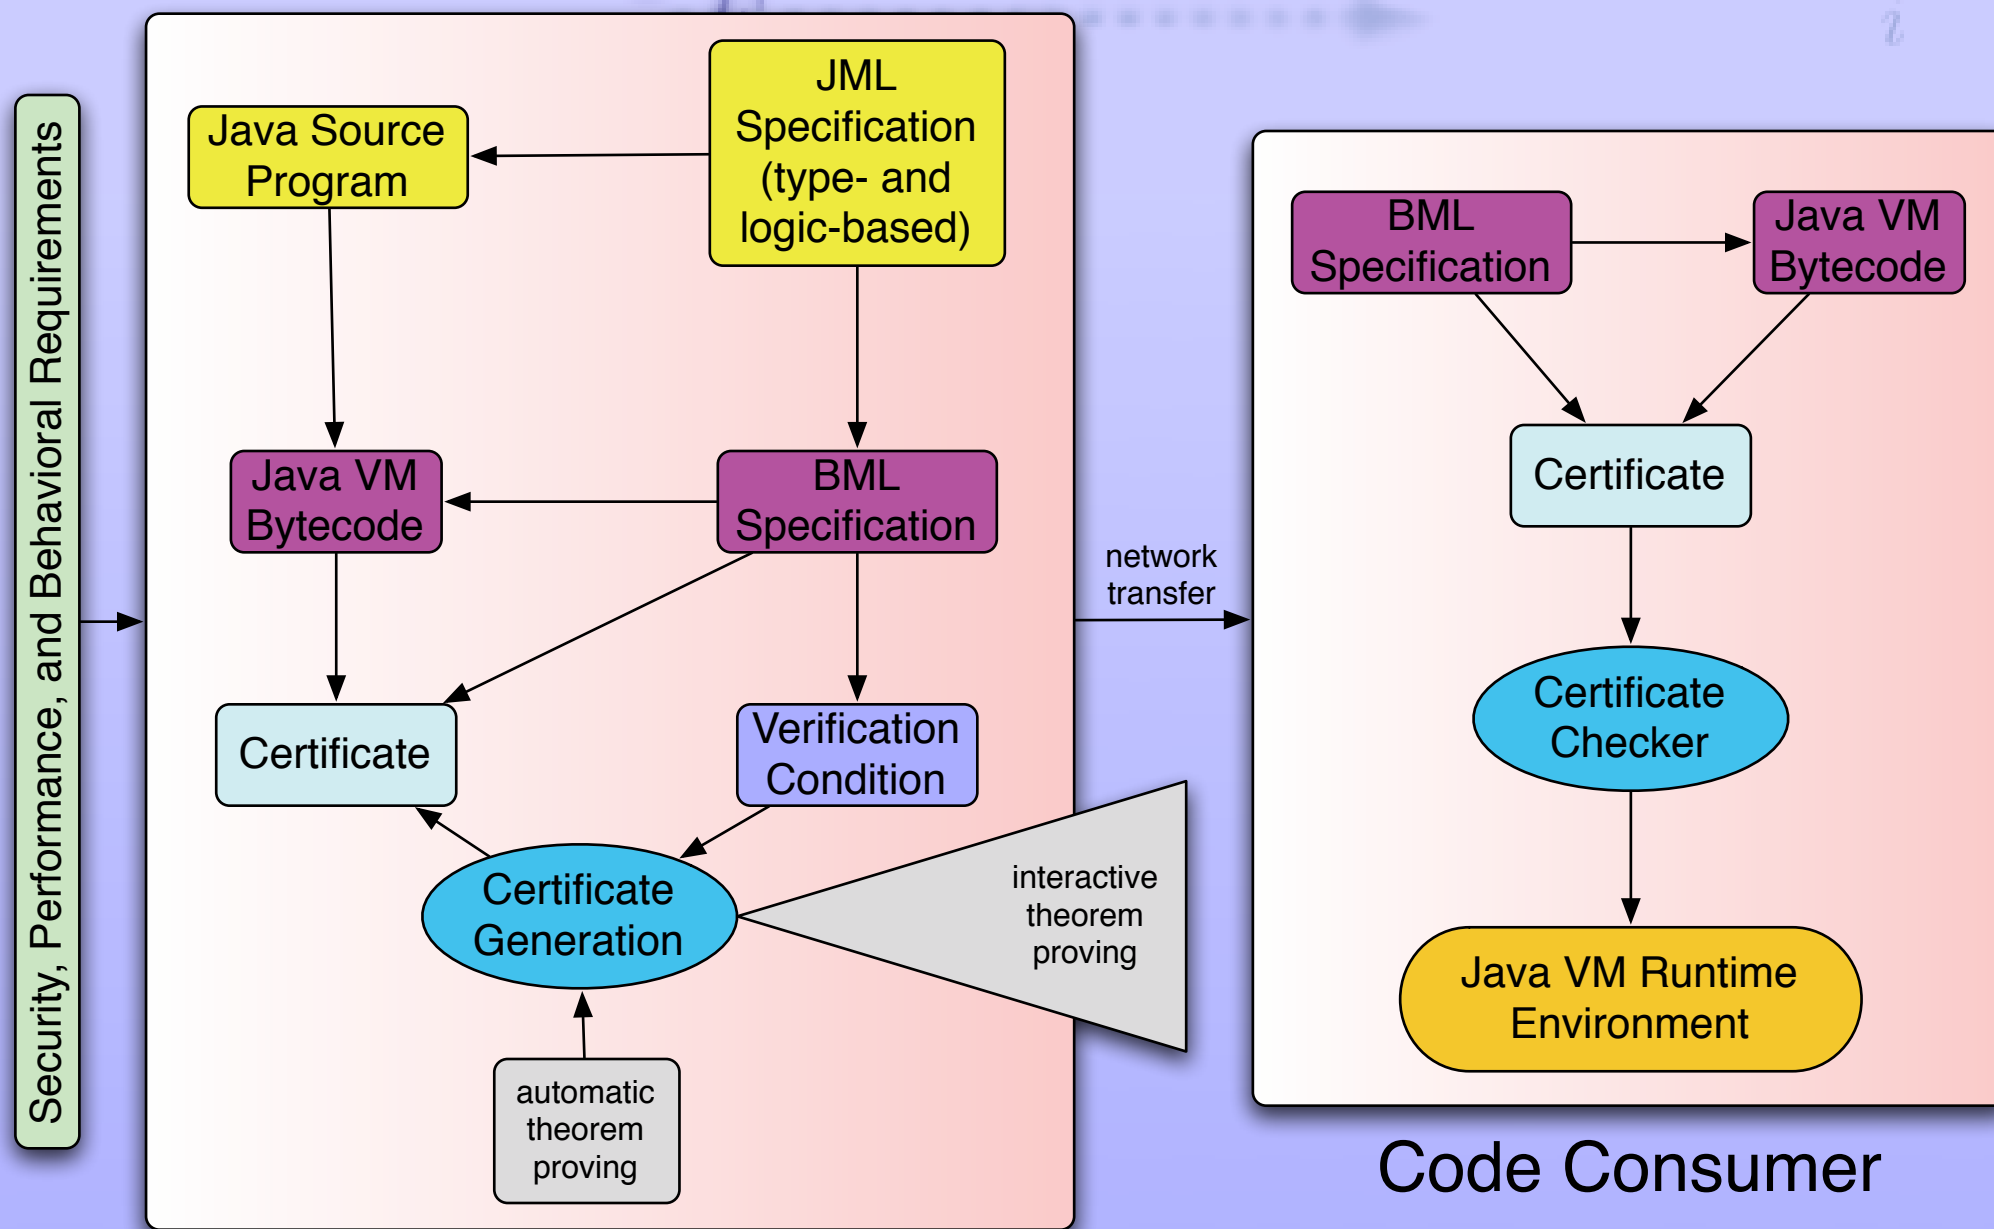 Security, Performance, and Behavioral Requirements
Java Source
Program
JML
Specification
(type- and
logic-based)
Java VM
Bytecode
BML
Specification
Certificate
Verification
Condition
Certificate
Generation
interactive
theorem
proving
automatic
theorem
proving
network
transfer
BML
Specification
Java VM
Bytecode
Certificate
Certificate
Checker
Java VM Runtime
Environment
Code Consumer